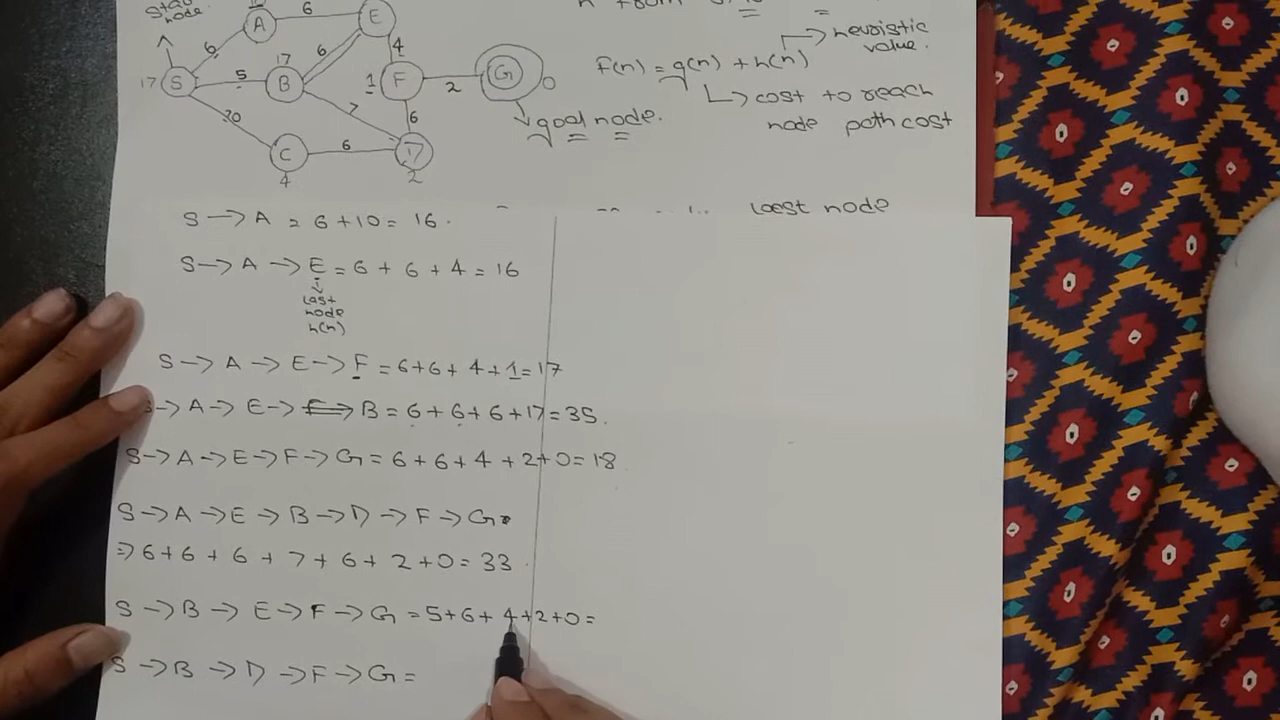 node
6
A
E
heuristic
value.
17 S
6
5
17
B
6
4
1 F
2
G
0
f(n) = g(n) + h(n)
cost to reach
node path cost
goal node.
20
7
6
C
6
D
4
2
last node
S → A = 6 + 10 = 16.
S → A → E = 6 + 6 + 4 = 16
Last
node
h(n)
S → A → E → F = 6+6+4+1=17
S → A → E → B = 6+6+6+17=35.
S → A → E → F → G = 6+6+4+2+0=18
S → A → E → B → D → F → G
⇒ 6+6+6+7+6+2+0=33
S → B → E → F → G = 5+6+4+2+0=
S → B → D → F → G =